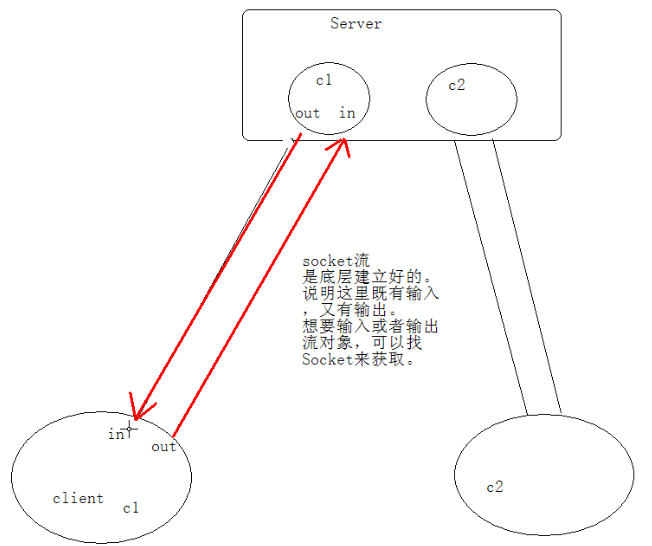 Server
c1
c2
out in
socket流
是底层建立好的。
说明这里既有输入
，又有输出。
想要输入或者输出
流对象，可以找
Socket来获取。
in
out
client
c1
c2